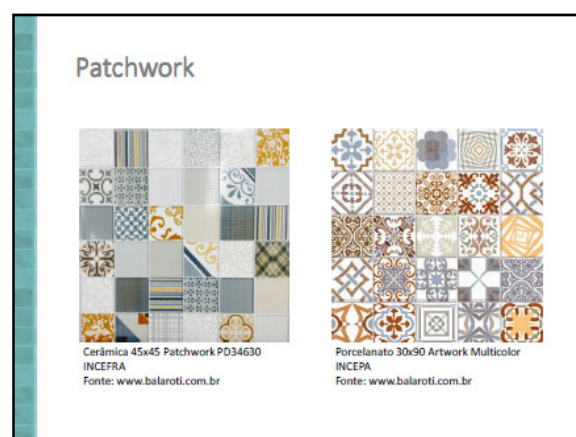 Patchwork
Cerâmica 45x45 Patchwork PD34630
INCEFRA
Fonte: www.balaroti.com.br
Porcelanato 30x90 Artwork Multicolor
INCEPA
Fonte: www.balaroti.com.br